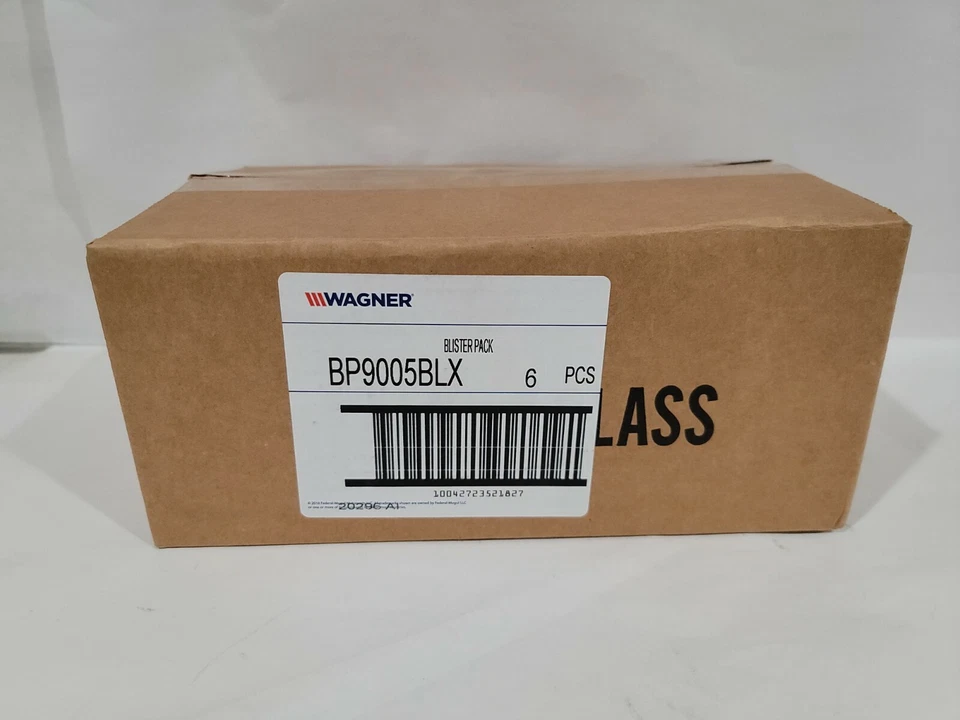 WAGNER
BLISTER PACK
BP9005BLX 6 PCS
LASS
10042723521827
20296 A1